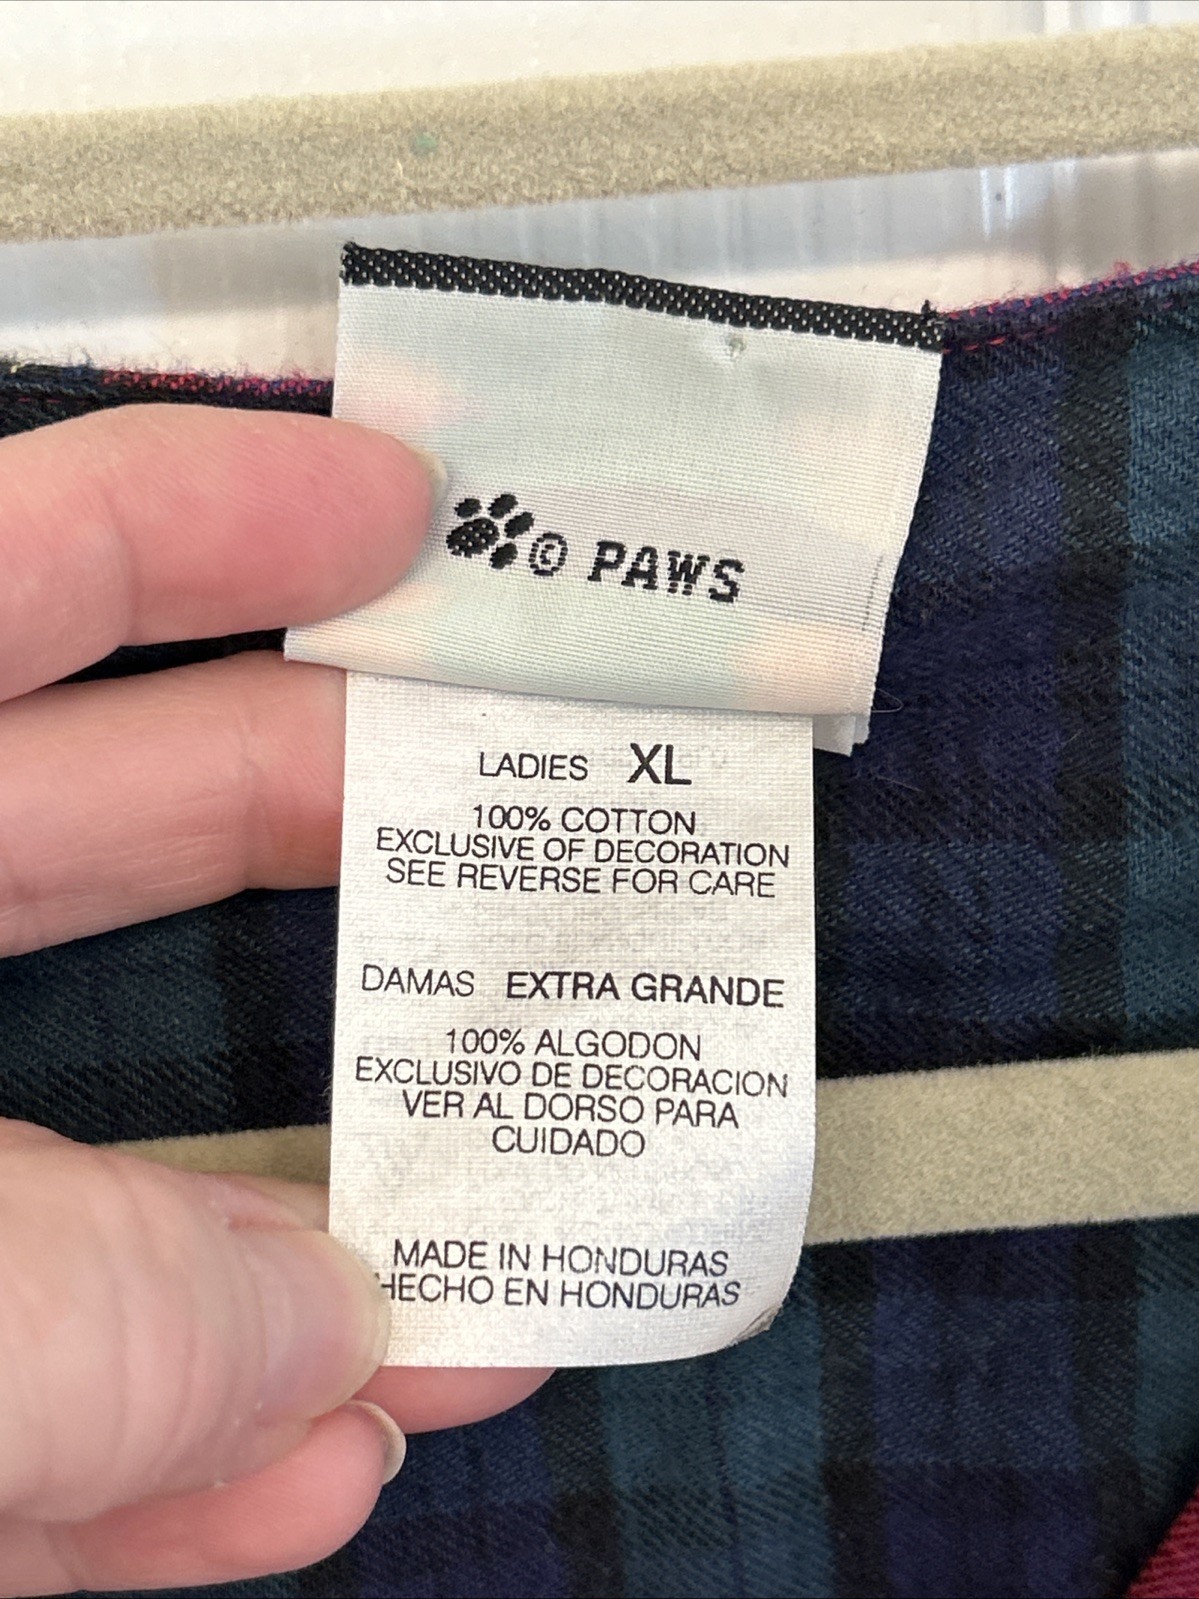 © PAWS
LADIES XL
100% COTTON
EXCLUSIVE OF DECORATION
SEE REVERSE FOR CARE
DAMAS EXTRA GRANDE
100% ALGODON
EXCLUSIVO DE DECORACION
VER AL DORSO PARA
CUIDADO
MADE IN HONDURAS
HECHO EN HONDURAS